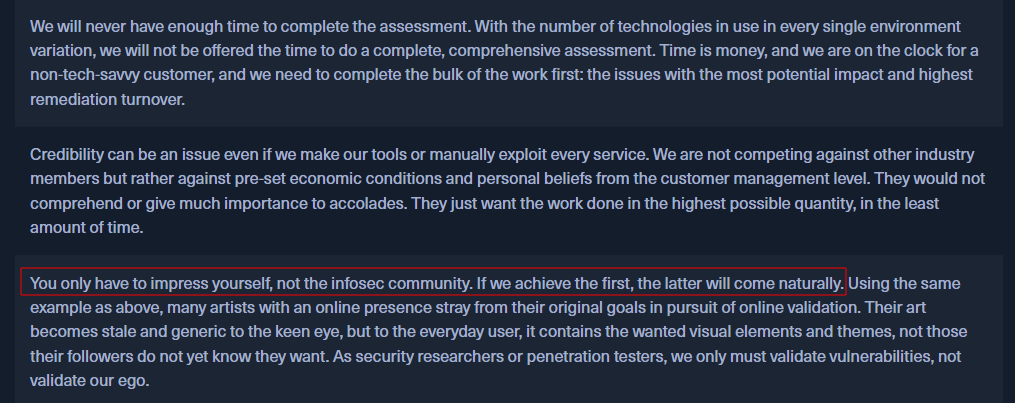 We will never have enough time to complete the assessment. With the number of technologies in use in every single environment
variation, we will not be offered the time to do a complete, comprehensive assessment. Time is money, and we are on the clock for a
non-tech-savvy customer, and we need to complete the bulk of the work first: the issues with the most potential impact and highest
remediation turnover.
Credibility can be an issue even if we make our tools or manually exploit every service. We are not competing against other industry
members but rather against pre-set economic conditions and personal beliefs from the customer management level. They would not
comprehend or give much importance to accolades. They just want the work done in the highest possible quantity, in the least
amount of time.
You only have to impress yourself, not the infosec community. If we achieve the first, the latter will come naturally. Using the same
example as above, many artists with an online presence stray from their original goals in pursuit of online validation. Their art
becomes stale and generic to the keen eye, but to the everyday user, it contains the wanted visual elements and themes, not those
their followers do not yet know they want. As security researchers or penetration testers, we only must validate vulnerabilities, not
validate our ego.